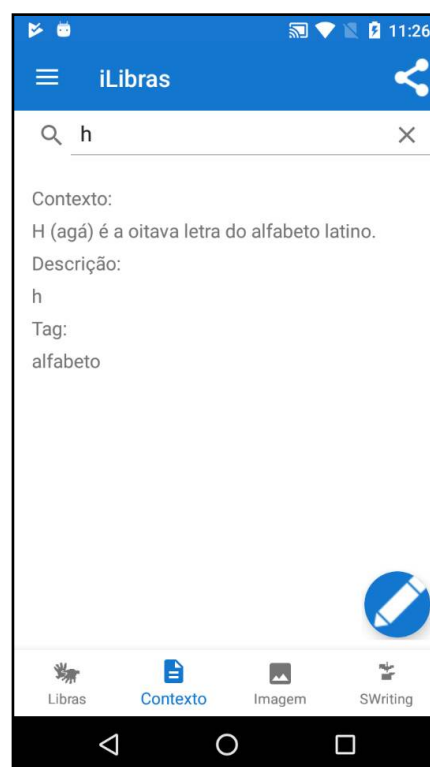 11:26
iLibras
h
Contexto:
H (agá) é a oitava letra do alfabeto latino.
Descrição:
h
Tag:
alfabeto
Libras Contexto Imagem SWriting